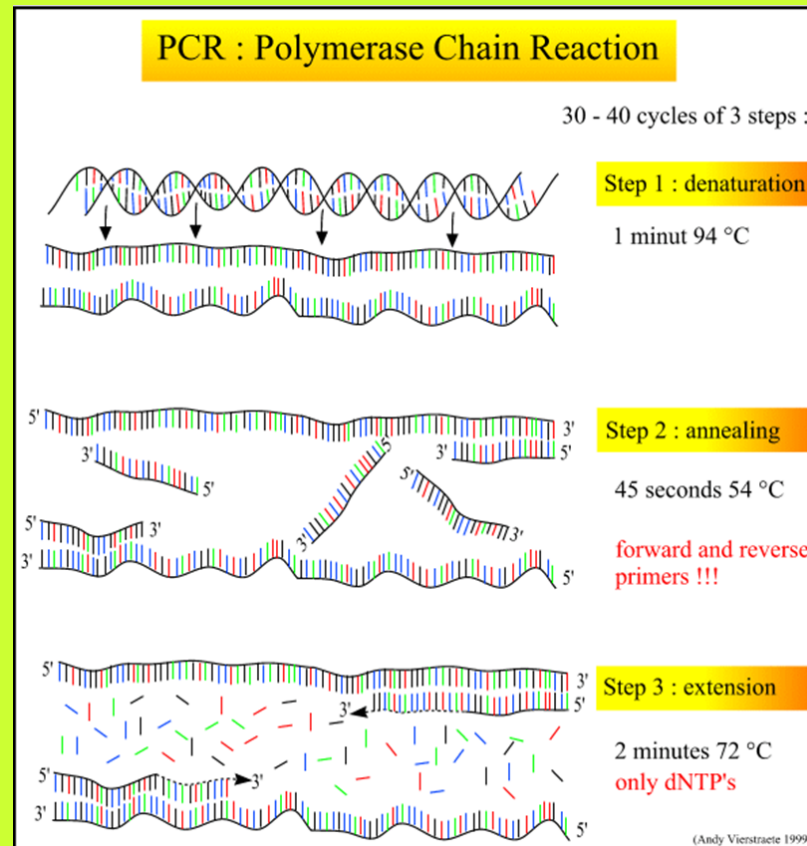 PCR : Polymerase Chain Reaction
30 - 40 cycles of 3 steps :
Step 1 : denaturation
1 minut 94 °C
5'
3'
Step 2 : annealing
3'
3'
5'
5'
5'
45 seconds 54 °C
5'
3'
3'
3'
3'
5'
forward and reverse
primers !!!
5'
3'
Step 3 : extension
3'
5'
2 minutes 72 °C
only dNTP's
5'
3'
3'
5'
(Andy Vierstraete 1999